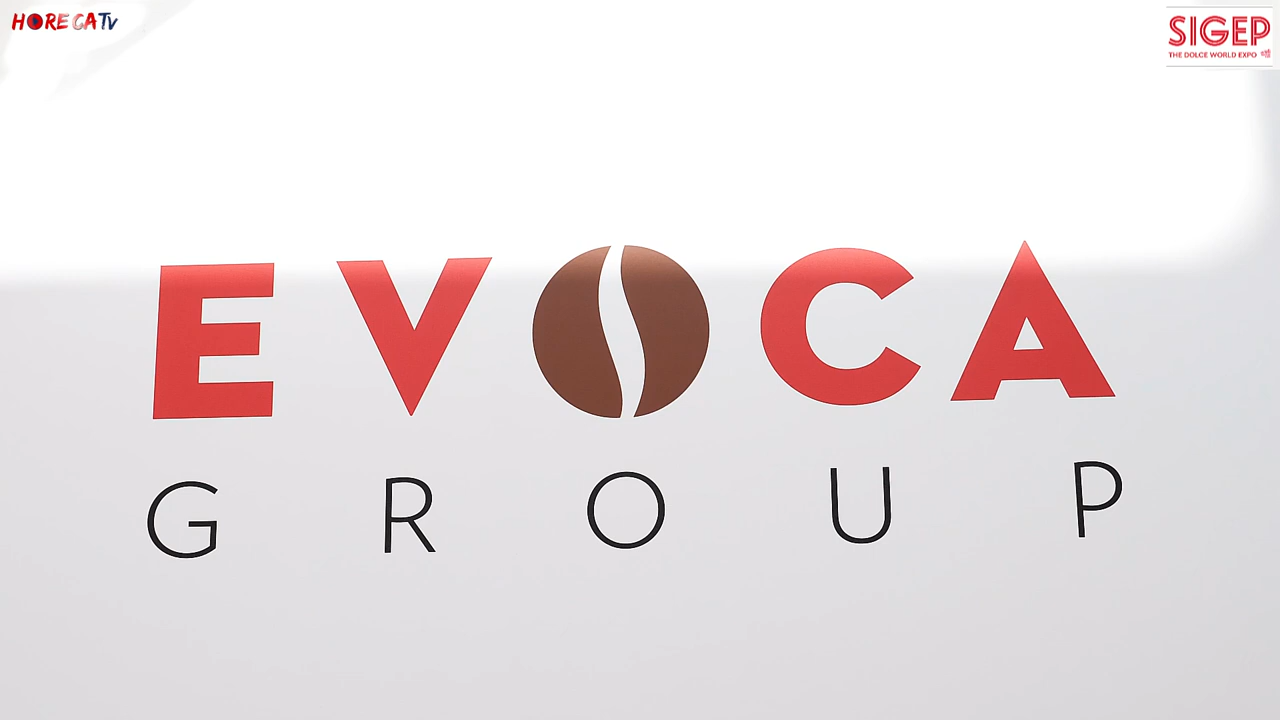 HORECATv
SIGEP
THE DOLCE WORLD EXPO
EVOCA
GROUP